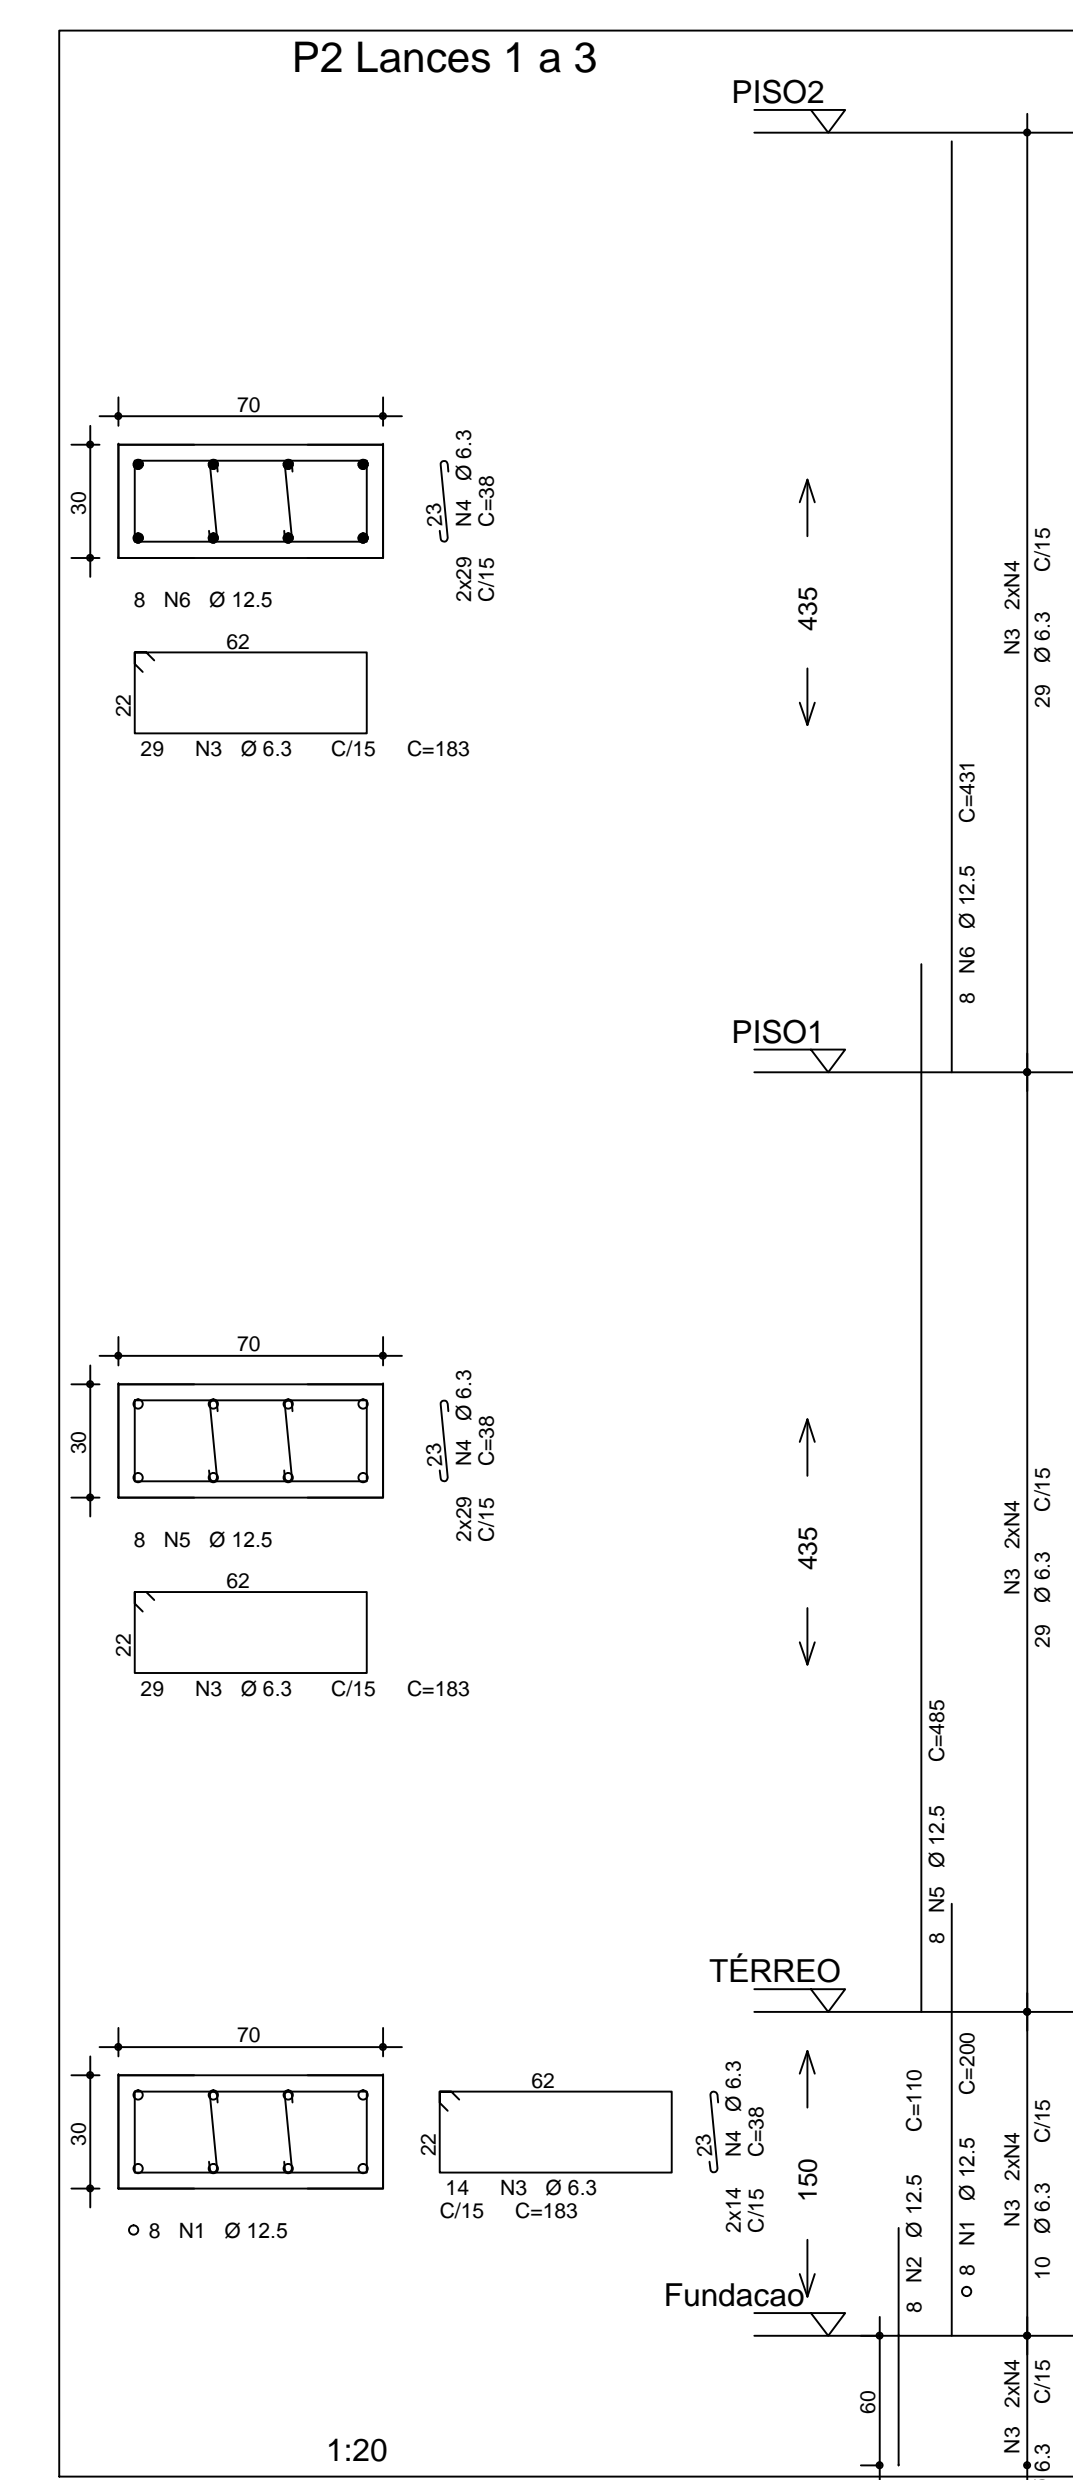 P2 Lances 1 a 3
PISO2
70
30
23
N4 Ø 6.3
C=38
2x29
C/15
8 N6 Ø 12.5
62
22
29 N3 Ø 6.3 C/15 C=183
435
N3 2xN4
29 Ø 6.3 C/15
8 N6 Ø 12.5 C=431
PISO1
70
30
23
N4 Ø 6.3
C=38
2x29
C/15
8 N5 Ø 12.5
62
22
29 N3 Ø 6.3 C/15 C=183
435
N3 2xN4
29 Ø 6.3 C/15
8 N5 Ø 12.5 C=485
TÉRREO
70
30
8 N1 Ø 12.5
62
22
14 N3 Ø 6.3
C/15 C=183
23
N4 Ø 6.3
C=38
2x14
C/15
150
8 N2 Ø 12.5 C=110
8 N1 Ø 12.5 C=200
N3 2xN4
10 Ø 6.3 C/15
Fundacao
60
N3 2xN4
6.3 C/15
1:20